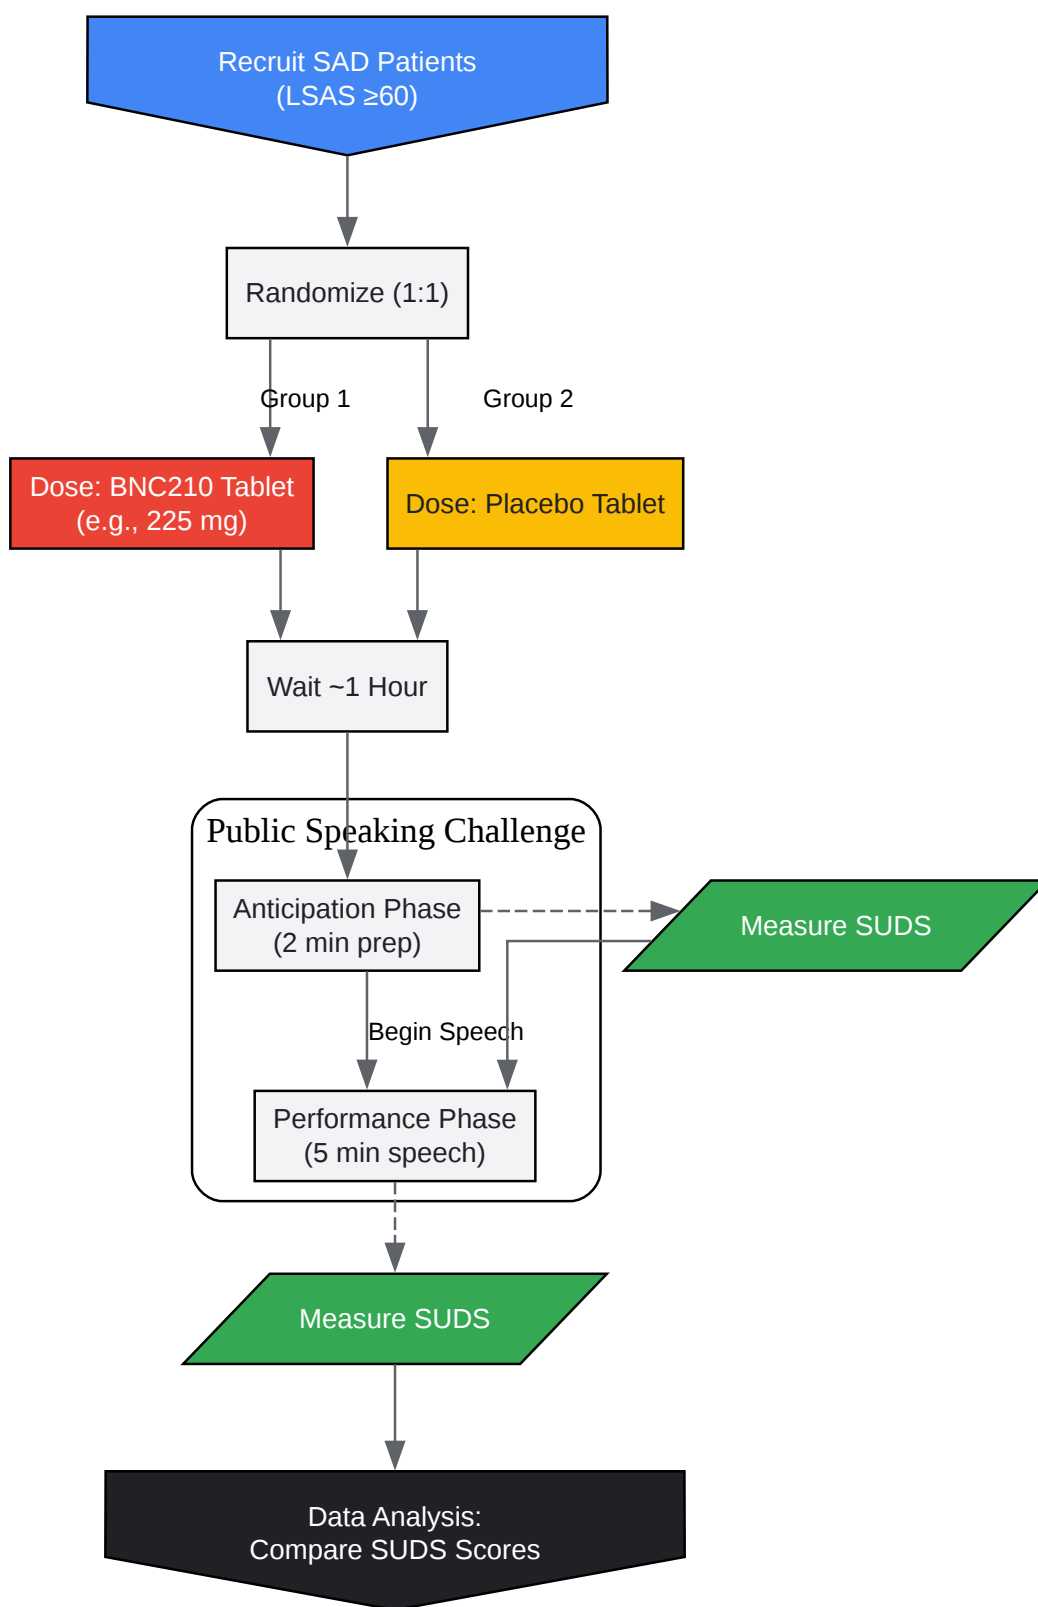 Recruit SAD Patients
(LSAS ≥60)
Randomize (1:1)
Group 1
Group 2
Dose: BNC210 Tablet
(e.g., 225 mg)
Dose: Placebo Tablet
Wait ~1 Hour
Public Speaking Challenge
Anticipation Phase
(2 min prep)
Measure SUDS
Begin Speech
Performance Phase
(5 min speech)
Measure SUDS
Data Analysis:
Compare SUDS Scores